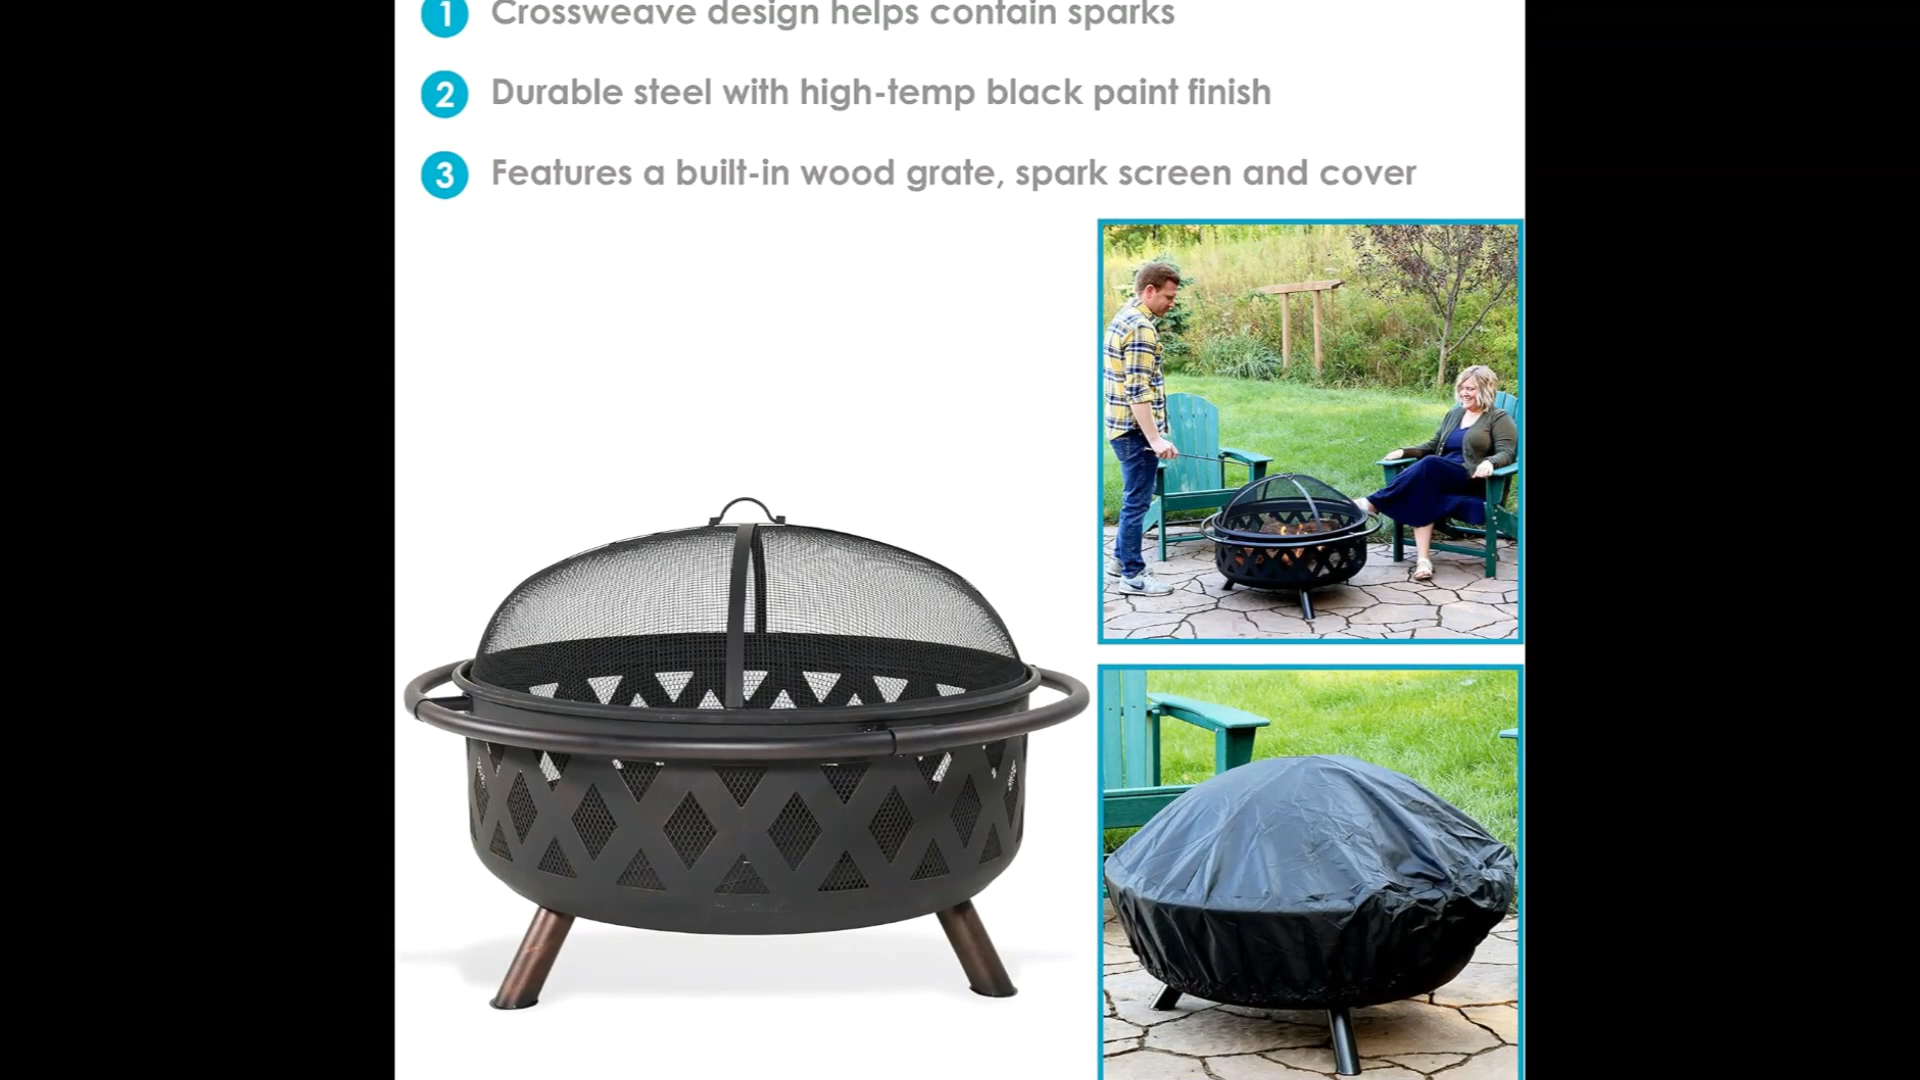 1 Crossweave design helps contain sparks
2 Durable steel with high-temp black paint finish
3 Features a built-in wood grate, spark screen and cover